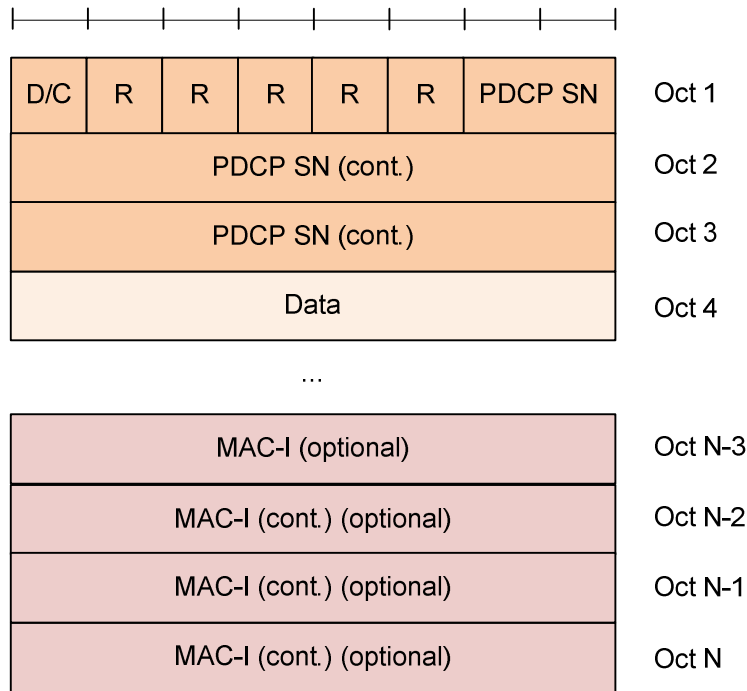 D/C R R R R R PDCP SN Oct 1
PDCP SN (cont.) Oct 2
PDCP SN (cont.) Oct 3
Data Oct 4
...
MAC-I (optional) Oct N-3
MAC-I (cont.) (optional) Oct N-2
MAC-I (cont.) (optional) Oct N-1
MAC-I (cont.) (optional) Oct N